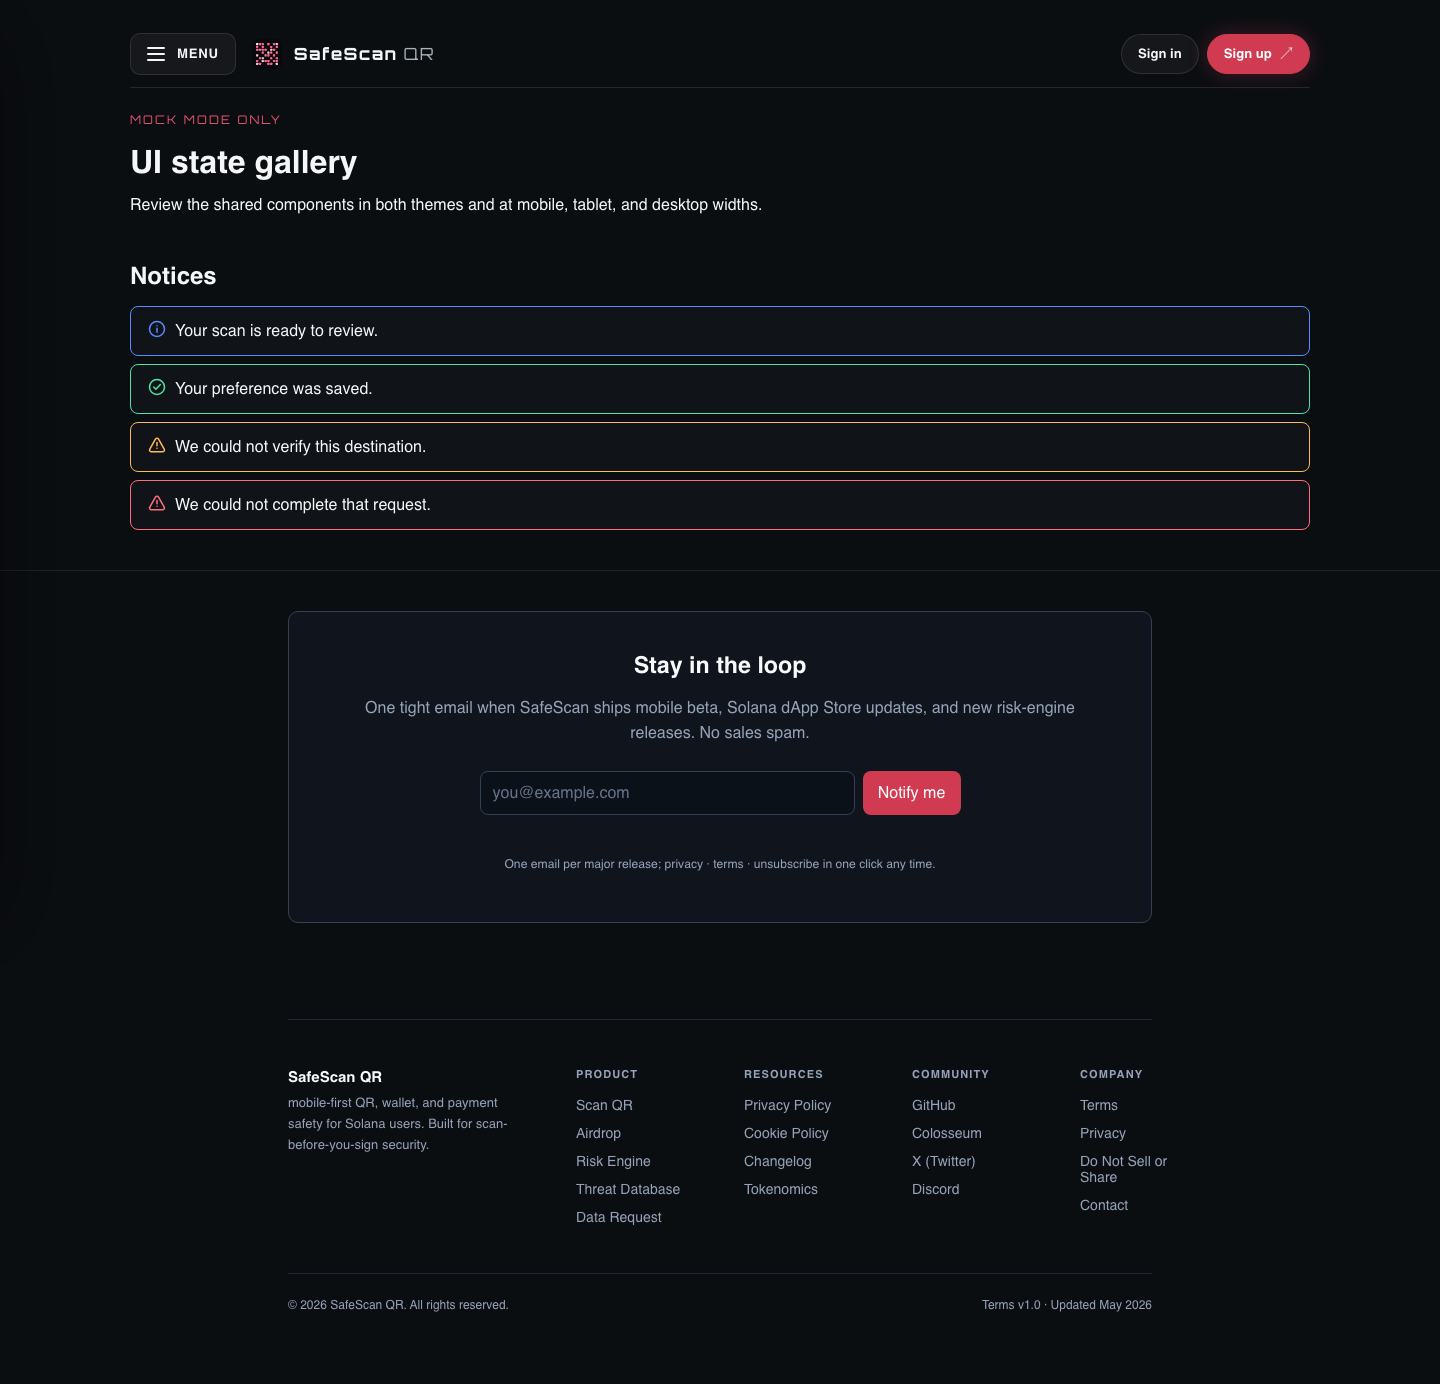 MENU
SafeScan QR
Sign in
Sign up
MOCK MODE ONLY
UI state gallery
Review the shared components in both themes and at mobile, tablet, and desktop widths.
Notices
Your scan is ready to review.
Your preference was saved.
We could not verify this destination.
We could not complete that request.
Stay in the loop
One tight email when SafeScan ships mobile beta, Solana dApp Store updates, and new risk-engine
releases. No sales spam.
you@example.com
Notify me
One email per major release; privacy · terms · unsubscribe in one click any time.
SafeScan QR
mobile-first QR, wallet, and payment
safety for Solana users. Built for scan-
before-you-sign security.
PRODUCT
Scan QR
Airdrop
Risk Engine
Threat Database
Data Request
RESOURCES
Privacy Policy
Cookie Policy
Changelog
Tokenomics
COMMUNITY
GitHub
Colosseum
X (Twitter)
Discord
COMPANY
Terms
Privacy
Do Not Sell or
Share
Contact
© 2026 SafeScan QR. All rights reserved.
Terms v1.0 · Updated May 2026